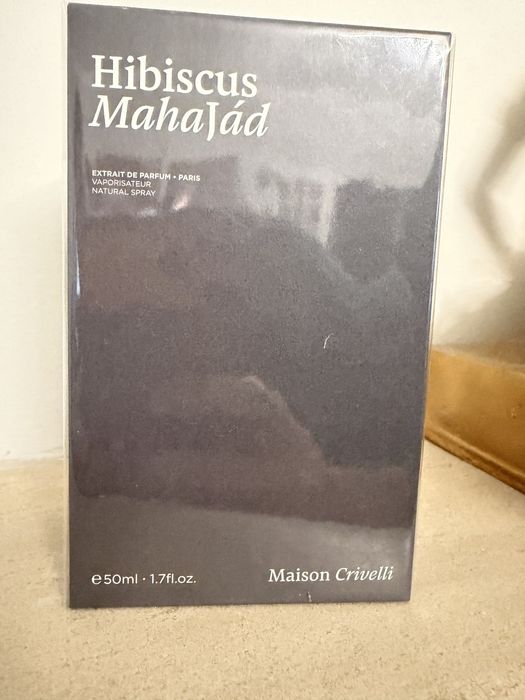 Hibiscus
MahaJád
EXTRAIT DE PARFUM • PARIS
VAPORISATEUR
NATURAL SPRAY
℮50ml · 1.7fl.oz.
Maison Crivelli